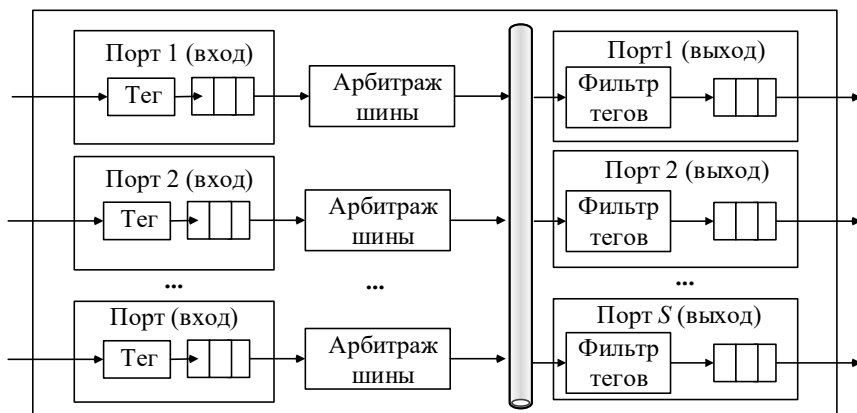 Порт 1 (вход)
Тег
Арбитраж
шины
Порт1 (выход)
Фильтр
тегов
Порт 2 (вход)
Тег
Арбитраж
шины
Порт 2 (выход)
Фильтр
тегов
...
...
...
Порт (вход)
Тег
Арбитраж
шины
Порт S (выход)
Фильтр
тегов